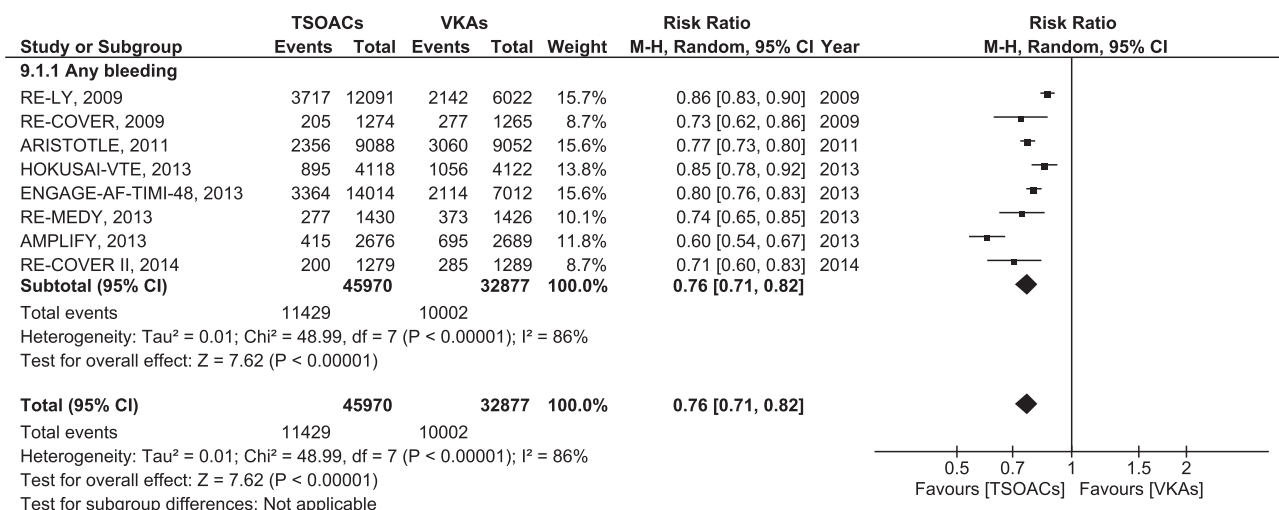 TSOACs VKAs Risk Ratio Risk Ratio
Study or Subgroup Events Total Events Total Weight M-H, Random, 95% CI Year M-H, Random, 95% CI
9.1.1 Any bleeding
RE-LY, 2009 3717 12091 2142 6022 15.7% 0.86 [0.83, 0.90] 2009
RE-COVER, 2009 205 1274 277 1265 8.7% 0.73 [0.62, 0.86] 2009
ARISTOTLE, 2011 2356 9088 3060 9052 15.6% 0.77 [0.73, 0.80] 2011
HOKUSAI-VTE, 2013 895 4118 1056 4122 13.8% 0.85 [0.78, 0.92] 2013
ENGAGE-AF-TIMI-48, 2013 3364 14014 2114 7012 15.6% 0.80 [0.76, 0.83] 2013
RE-MEDY, 2013 277 1430 373 1426 10.1% 0.74 [0.65, 0.85] 2013
AMPLIFY, 2013 415 2676 695 2689 11.8% 0.60 [0.54, 0.67] 2013
RE-COVER II, 2014 200 1279 285 1289 8.7% 0.71 [0.60, 0.83] 2014
Subtotal (95% CI) 45970 32877 100.0% 0.76 [0.71, 0.82]
Total events 11429 10002
Heterogeneity: Tau² = 0.01; Chi² = 48.99, df = 7 (P < 0.00001); I² = 86%
Test for overall effect: Z = 7.62 (P < 0.00001)
Total (95% CI) 45970 32877 100.0% 0.76 [0.71, 0.82]
Total events 11429 10002
Heterogeneity: Tau² = 0.01; Chi² = 48.99, df = 7 (P < 0.00001); I² = 86%
Test for overall effect: Z = 7.62 (P < 0.00001)
Test for subgroup differences: Not applicable
0.5 0.7 1 1.5 2
Favours [TSOACs] Favours [VKAs]